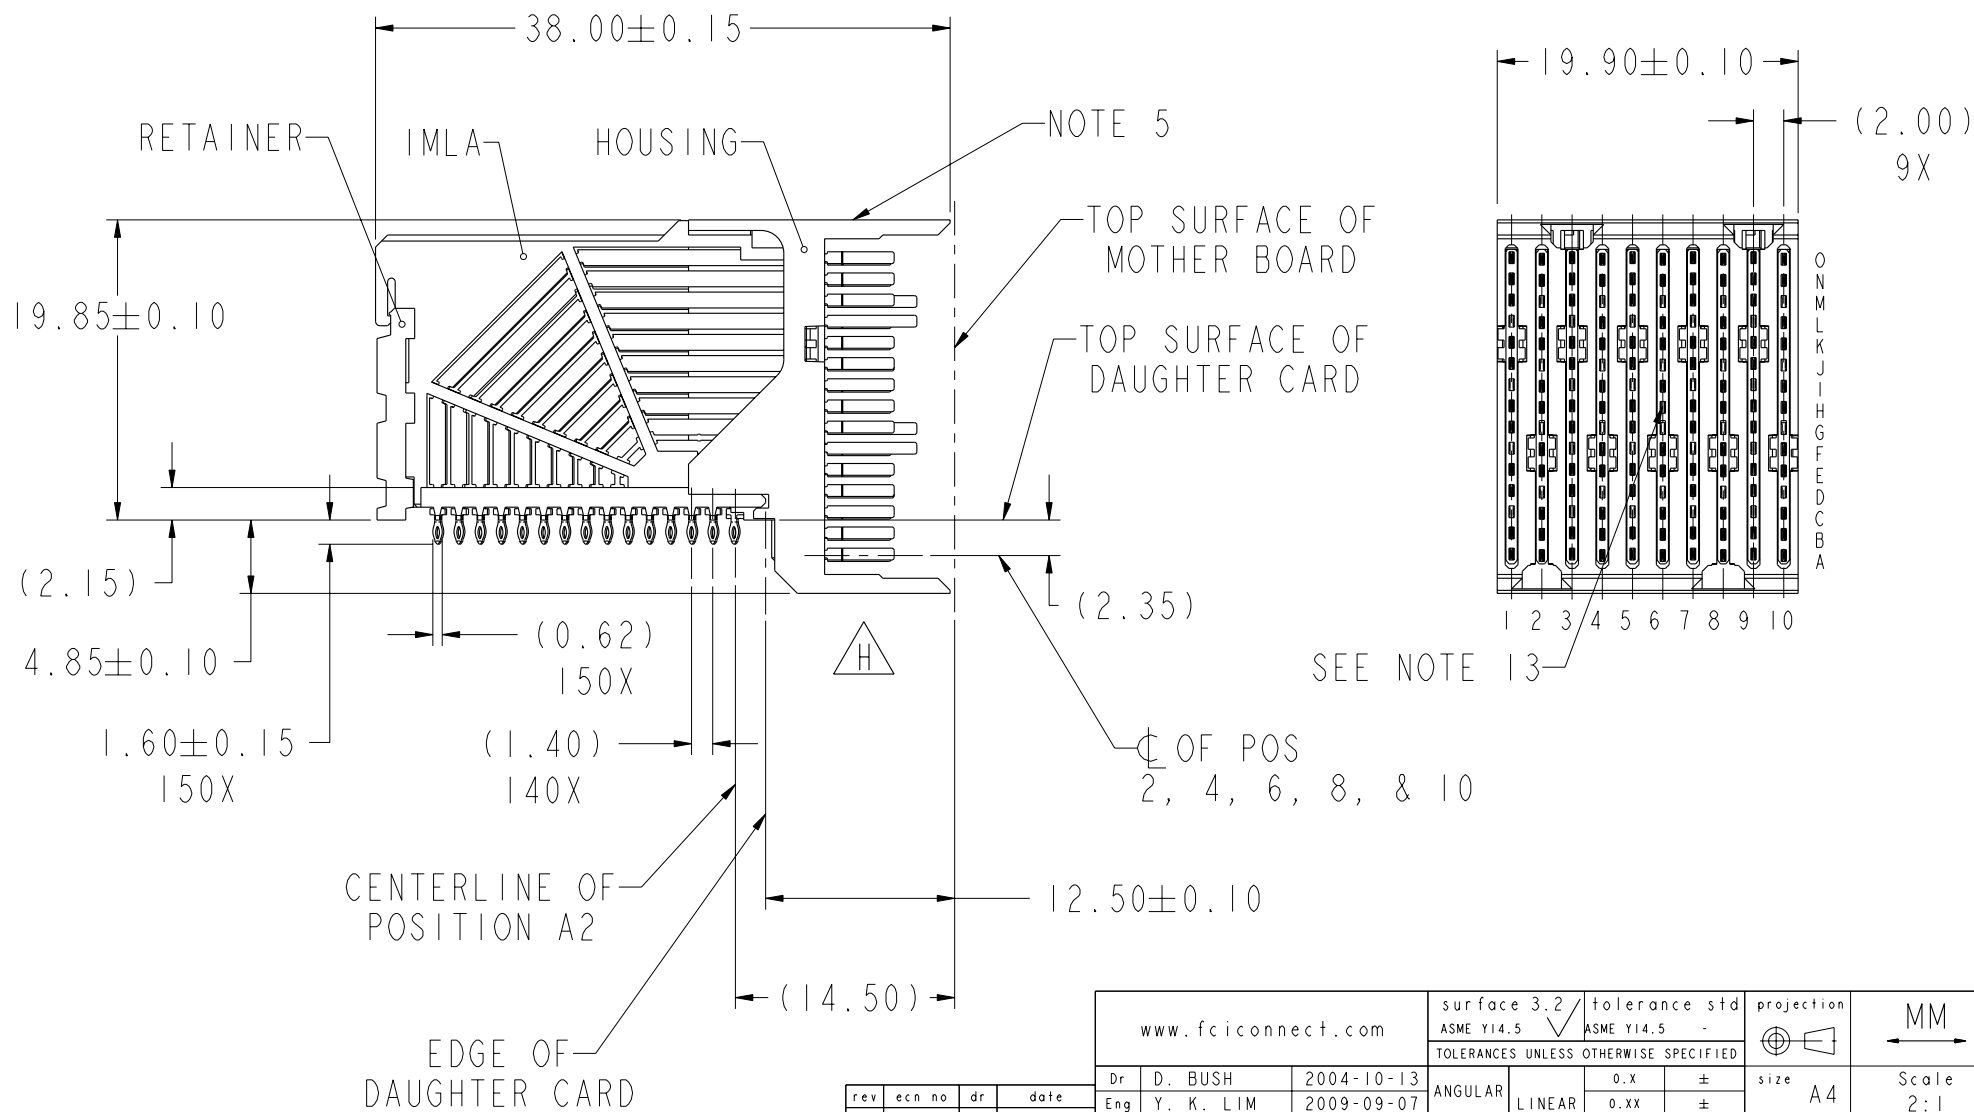 38.00±0.15
19.90±0.10
(2.00)
9X
RETAINER
IMLA
HOUSING
NOTE 5
TOP SURFACE OF
MOTHER BOARD
TOP SURFACE OF
DAUGHTER CARD
19.85±0.10
O
N
M
L
K
J
I
H
G
F
E
D
C
B
A
1 2 3 4 5 6 7 8 9 10
(2.15)
(2.35)
(0.62)
150X
H
4.85±0.10
SEE NOTE 13
1.60±0.15
150X
(1.40)
140X
℄ OF POS
2, 4, 6, 8, & 10
CENTERLINE OF
POSITION A2
12.50±0.10
(14.50)
EDGE OF
DAUGHTER CARD
www.fciconnect.com
surface 3.2
ASME Y14.5
tolerance std
ASME Y14.5 -
projection
MM
TOLERANCES UNLESS OTHERWISE SPECIFIED
Dr D. BUSH 2004-10-13
Eng Y. K. LIM 2009-09-07
ANGULAR
LINEAR
0.X ±
0.XX ±
size A4
Scale
2:1
rev ecn no dr date